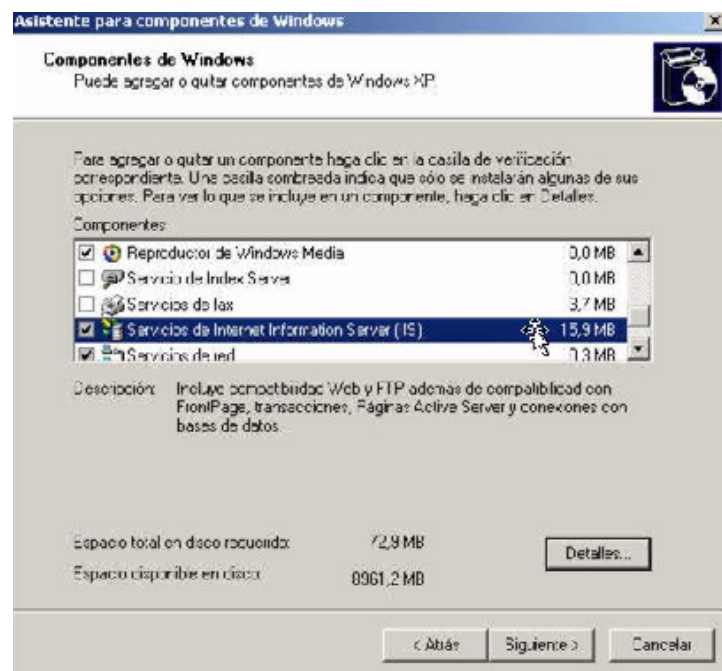 Asistente para componentes de Windows
Componentes de Windows
Puede agregar o quitar componentes de Windows XP.
Para agregar o quitar un componente haga clic en la casilla de verificación
correspondiente. Una casilla sombreada indica que sólo se instalarán algunas de sus
opciones. Para ver lo que se incluye en un componente, haga clic en Detalles.
Componentes
Reproductor de Windows Media 0,0 MB
Servicio de Index Server 0,0 MB
Servicios de fax 3,7 MB
Servicios de Internet Information Server (IIS) 15,9 MB
Servicios de red 0,3 MB
Descripción: Incluye compatibilidad Web y FTP además de compatibilidad con
FrontPage, transacciones, Páginas Active Server y conexiones con
bases de datos.
Espacio total en disco requerido: 72,9 MB
Detalles...
Espacio disponible en disco: 8961,2 MB
< Atrás Siguiente > Cancelar